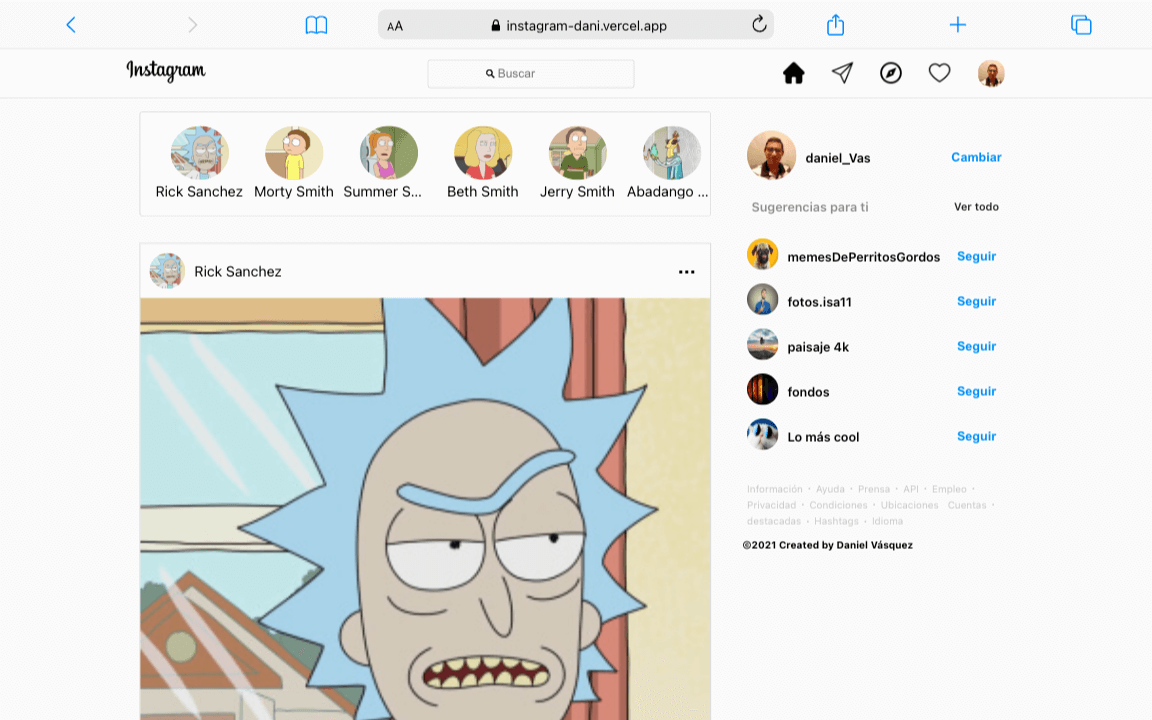 AA instagram-dani.vercel.app
Instagram
Buscar
Rick Sanchez Morty Smith Summer S... Beth Smith Jerry Smith Abadango ...
Rick Sanchez
daniel_Vas Cambiar
Sugerencias para ti Ver todo
memesDePerritosGordos Seguir
fotos.isa11 Seguir
paisaje 4k Seguir
fondos Seguir
Lo más cool Seguir
Información · Ayuda · Prensa · API · Empleo ·
Privacidad · Condiciones · Ubicaciones Cuentas ·
destacadas · Hashtags · Idioma
©2021 Created by Daniel Vásquez